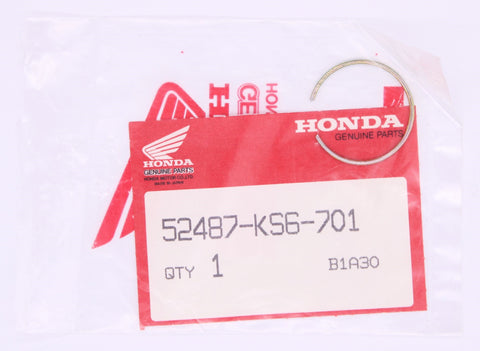 HONDA
GENUINE PARTS
HONDA
GENUINE PARTS
HONDA MOTOR CO.,LTD.
MADE IN JAPAN
52487-KS6-701
QTY 1 B1A30